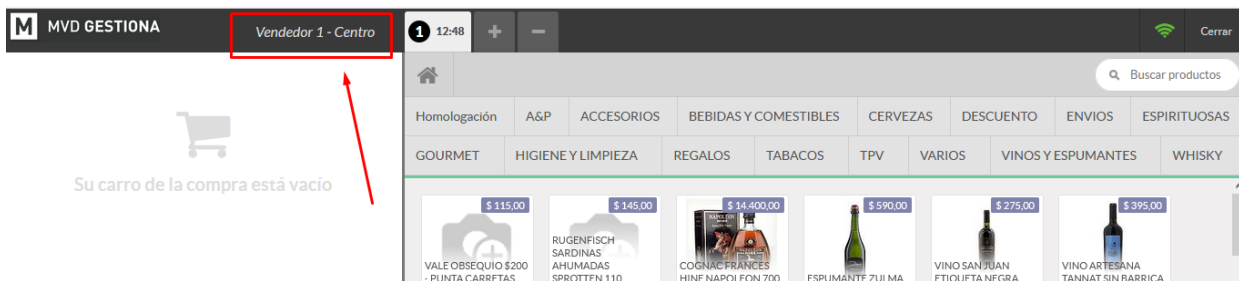 M MVD GESTIONA
Vendedor 1 - Centro
1 12:48 + −
Cerrar
Buscar productos
Homologación A&P ACCESORIOS BEBIDAS Y COMESTIBLES CERVEZAS DESCUENTO ENVIOS ESPIRITUOSAS
GOURMET HIGIENE Y LIMPIEZA REGALOS TABACOS TPV VARIOS VINOS Y ESPUMANTES WHISKY
Su carro de la compra está vacío
$ 115,00
VALE OBSEQUIO $200
- PUNTA CARRETAS
$ 145,00
RUGENFISCH
SARDINAS
AHUMADAS
SPROTTEN 110
$ 14.400,00
COGNAC FRANCES
HINE NAPOLEON 700
$ 590,00
ESPUMANTE ZULMA
$ 275,00
VINO SAN JUAN
ETIQUETA NEGRA
$ 395,00
VINO ARTESANA
TANNAT SIN BARRICA